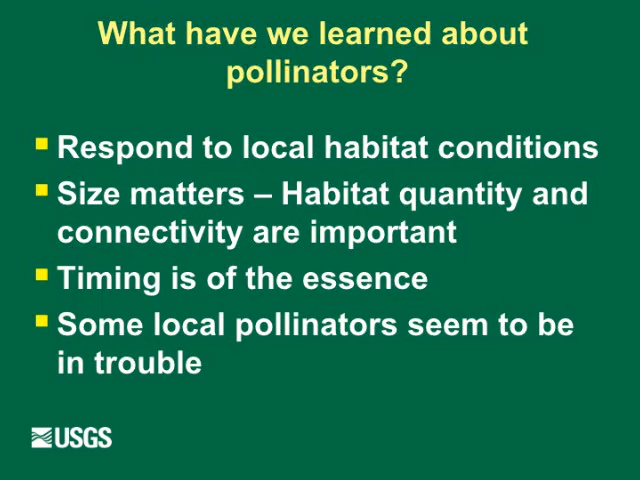 What have we learned about
pollinators?
Respond to local habitat conditions
Size matters – Habitat quantity and
connectivity are important
Timing is of the essence
Some local pollinators seem to be
in trouble
USGS